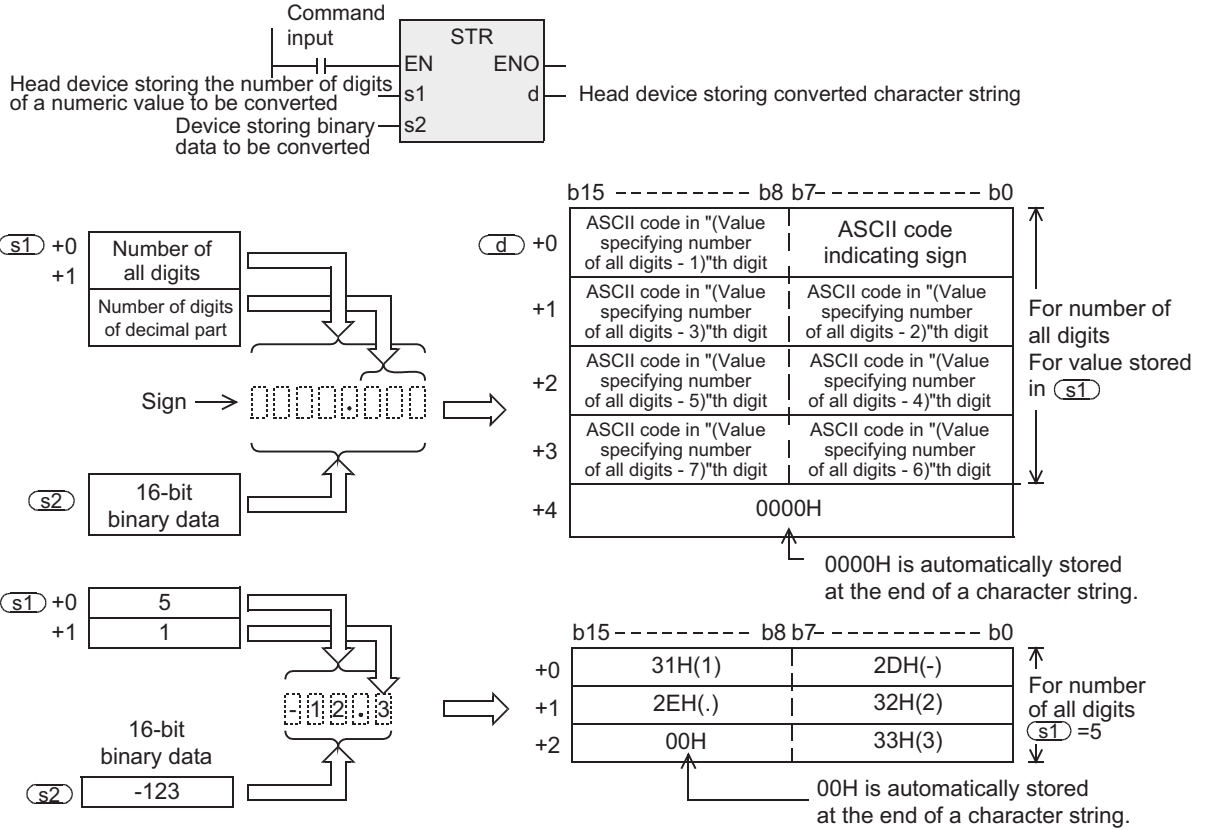 Command
input
STR
EN ENO
Head device storing the number of digits
of a numeric value to be converted
s1 d Head device storing converted character string
Device storing binary
data to be converted
s2
b15 b8 b7 b0
s1 +0 Number of
all digits
+1 Number of digits
of decimal part
Sign
.
s2 16-bit
binary data
d +0 ASCII code in "(Value
specifying number
of all digits - 1)"th digit
ASCII code
indicating sign
+1 ASCII code in "(Value
specifying number
of all digits - 3)"th digit
ASCII code in "(Value
specifying number
of all digits - 2)"th digit
+2 ASCII code in "(Value
specifying number
of all digits - 5)"th digit
ASCII code in "(Value
specifying number
of all digits - 4)"th digit
+3 ASCII code in "(Value
specifying number
of all digits - 7)"th digit
ASCII code in "(Value
specifying number
of all digits - 6)"th digit
+4 0000H
For number of
all digits
For value stored
in s1
0000H is automatically stored
at the end of a character string.
s1 +0 5
+1 1
-12.3
16-bit
binary data
s2 -123
b15 b8 b7 b0
+0 31H(1) 2DH(-)
+1 2EH(.) 32H(2)
+2 00H 33H(3)
For number
of all digits
s1 =5
00H is automatically stored
at the end of a character string.